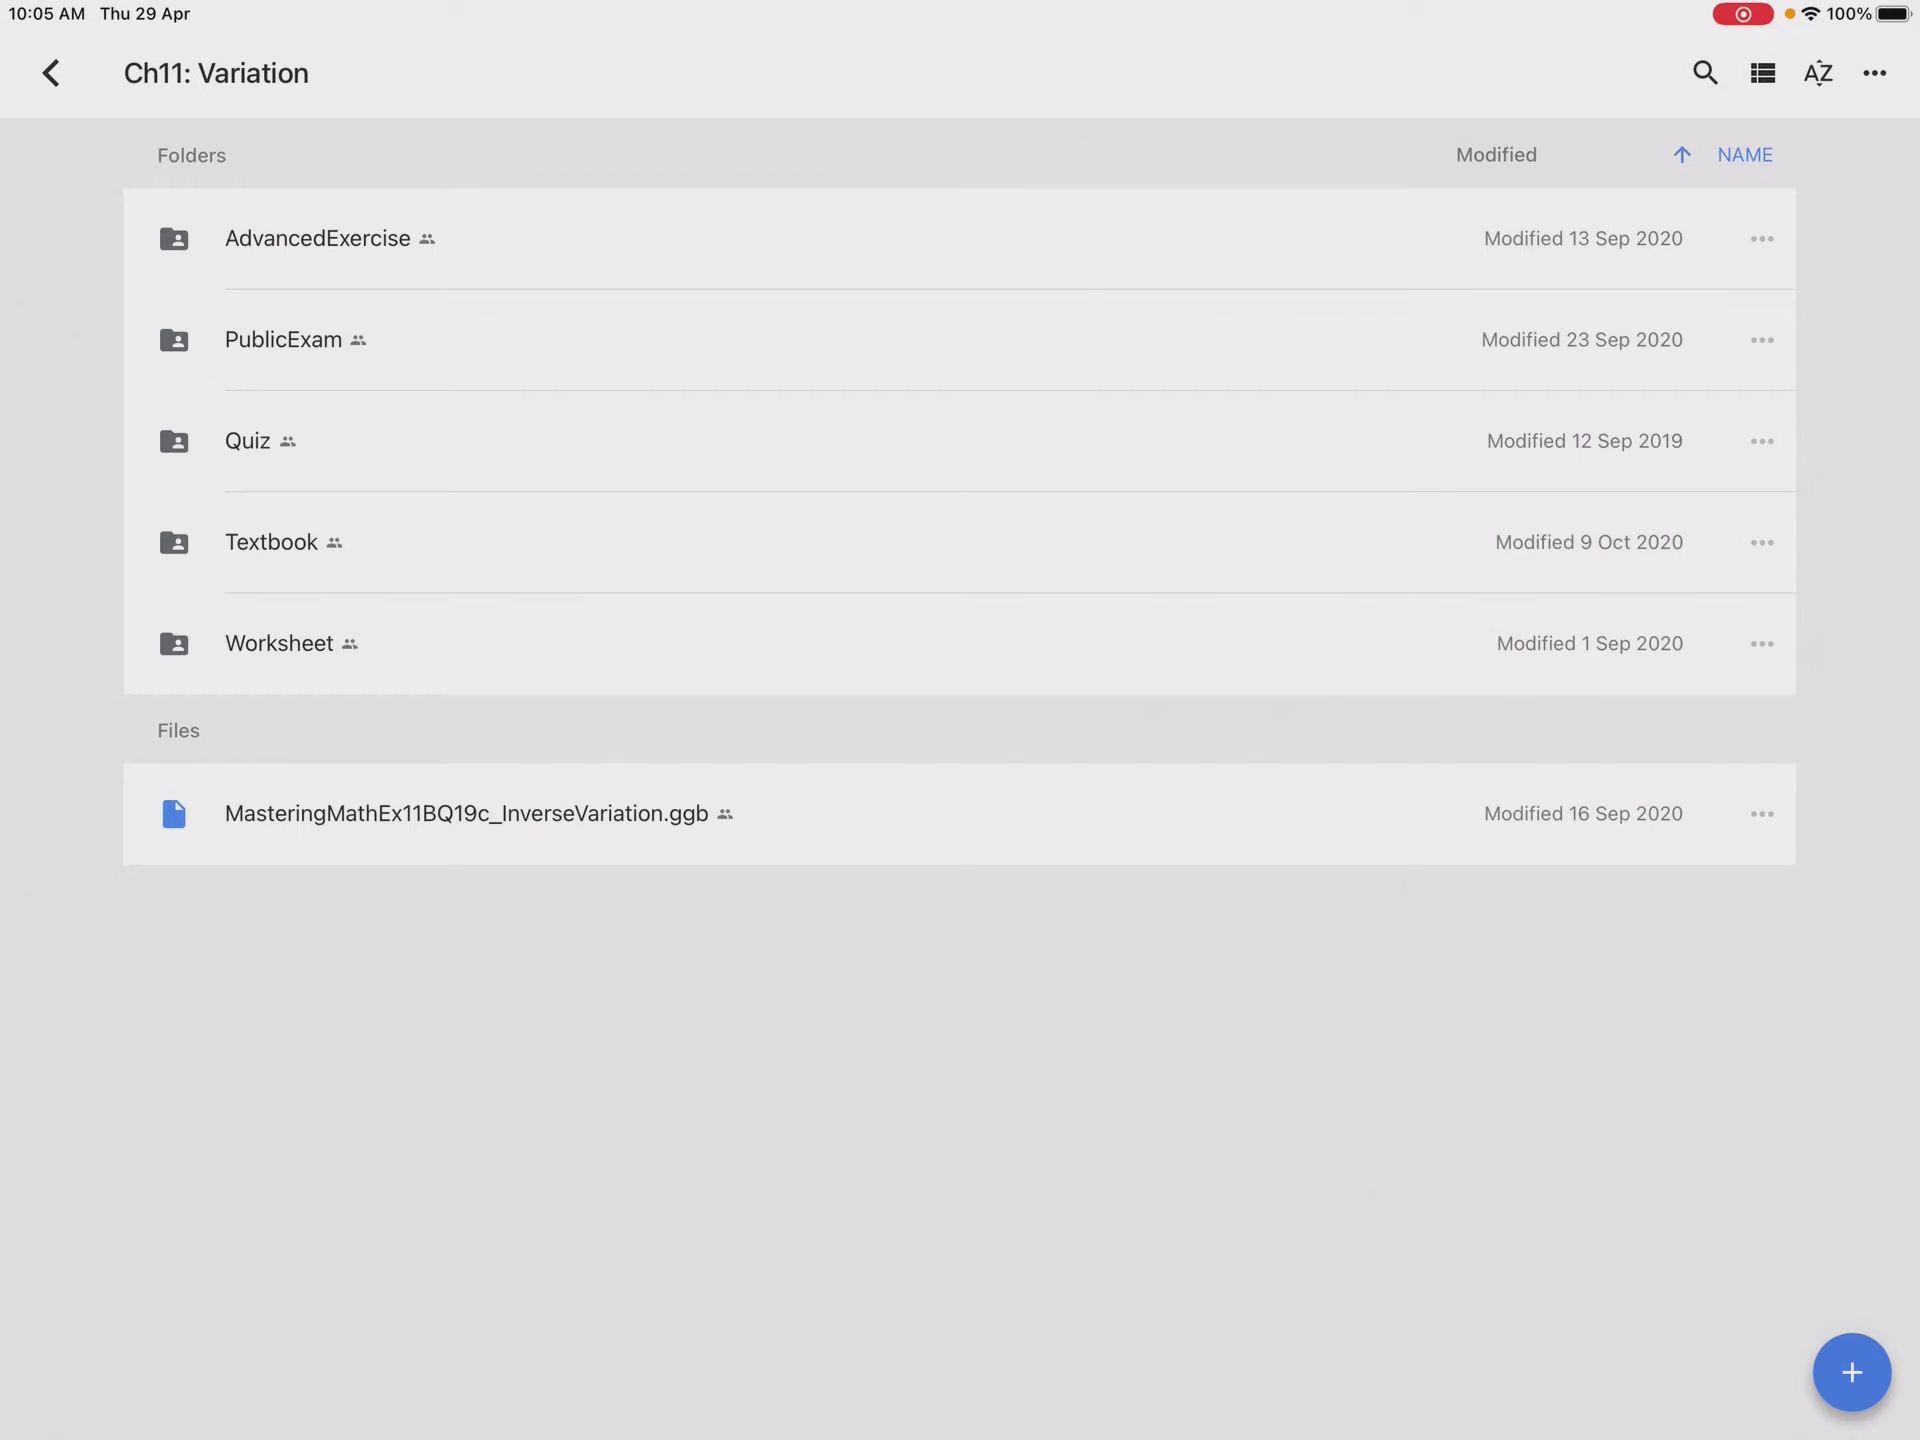 10:05 AM Thu 29 Apr 100%
Ch11: Variation
AZ
Folders Modified NAME
AdvancedExercise Modified 13 Sep 2020
PublicExam Modified 23 Sep 2020
Quiz Modified 12 Sep 2019
Textbook Modified 9 Oct 2020
Worksheet Modified 1 Sep 2020
Files
MasteringMathEx11BQ19c_InverseVariation.ggb Modified 16 Sep 2020